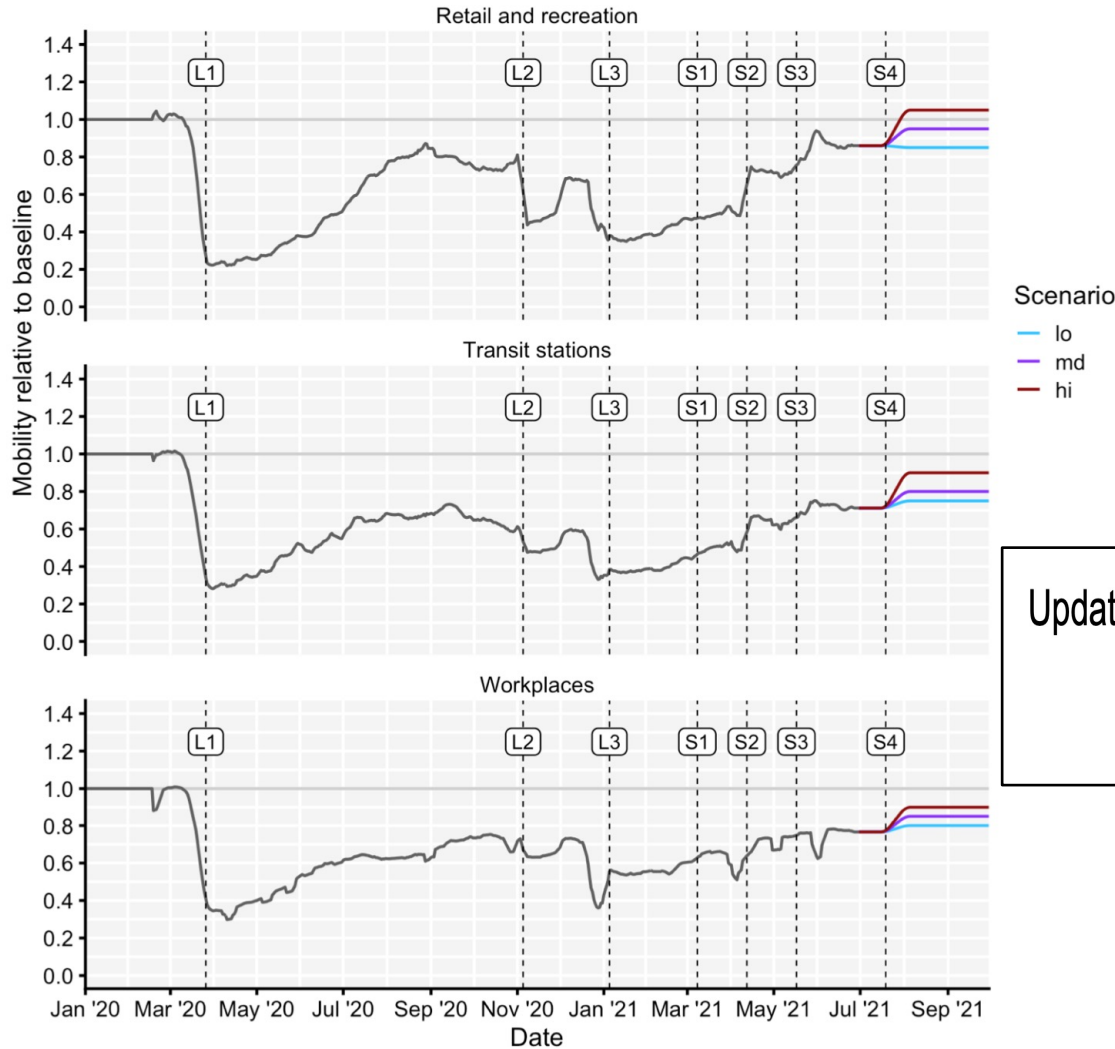 Retail and recreation
1.4
1.2
1.0
0.8
0.6
0.4
0.2
0.0
L1 L2 L3 S1 S2 S3 S4
Transit stations
1.4
1.2
1.0
0.8
0.6
0.4
0.2
0.0
L1 L2 L3 S1 S2 S3 S4
Workplaces
1.4
1.2
1.0
0.8
0.6
0.4
0.2
0.0
L1 L2 L3 S1 S2 S3 S4
Jan '20 Mar '20 May '20 Jul '20 Sep '20 Nov '20 Jan '21 Mar '21 May '21 Jul '21 Sep '21
Date
Mobility relative to baseline
Scenario
lo
md
hi
Updat